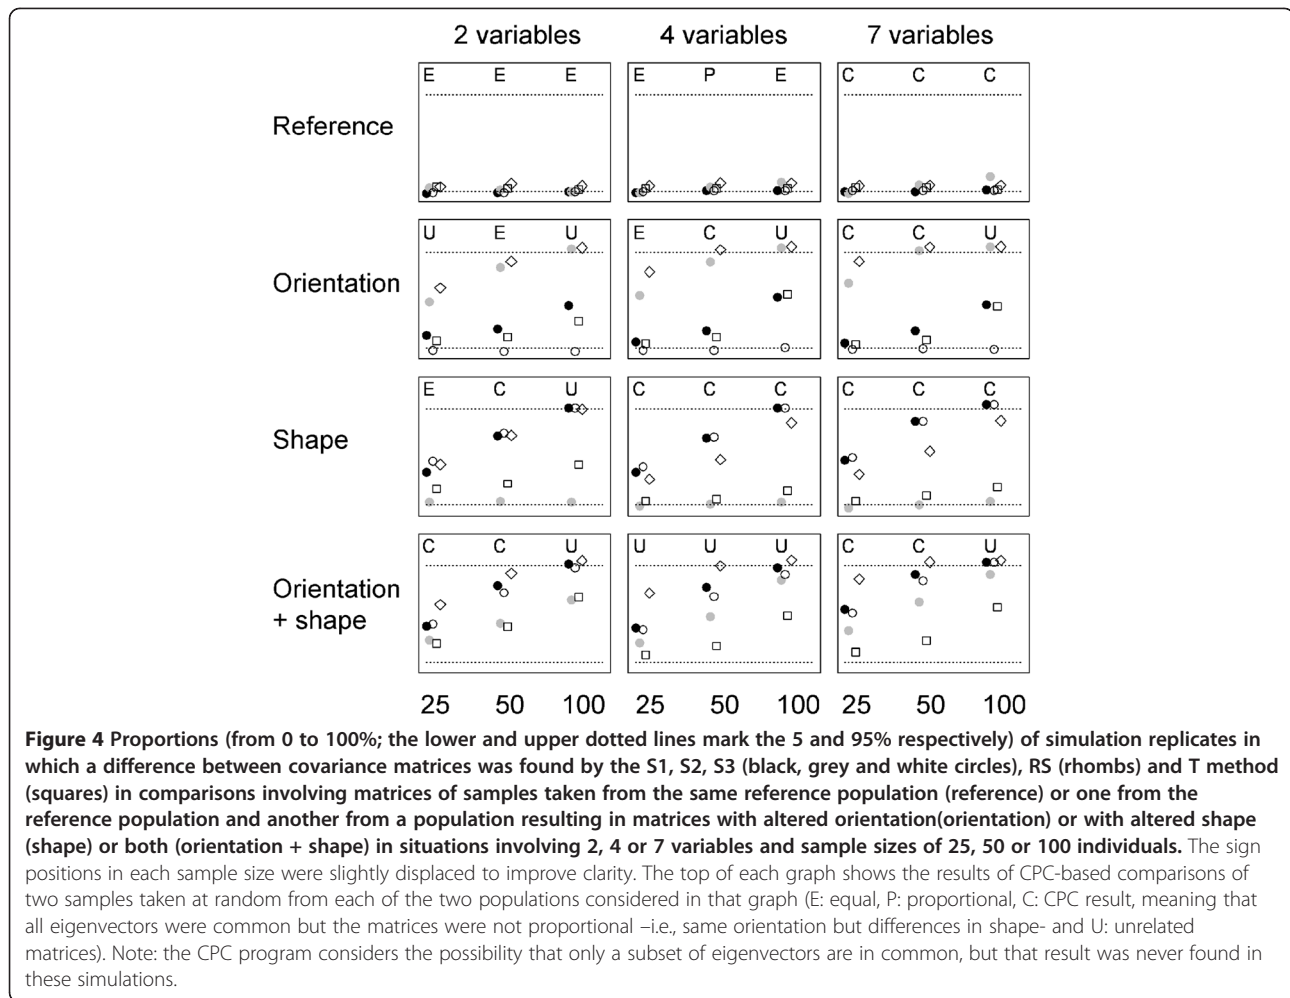 2 variables 4 variables 7 variables
E E E E P E C C C
Reference
U E U E C U C C U
Orientation
E C U C C C C C C
Shape
C C U U U U C C U
Orientation
+ shape
25 50 100 25 50 100 25 50 100
Figure 4 Proportions (from 0 to 100%; the lower and upper dotted lines mark the 5 and 95% respectively) of simulation replicates in
which a difference between covariance matrices was found by the S1, S2, S3 (black, grey and white circles), RS (rhombs) and T method
(squares) in comparisons involving matrices of samples taken from the same reference population (reference) or one from the
reference population and another from a population resulting in matrices with altered orientation(orientation) or with altered shape
(shape) or both (orientation + shape) in situations involving 2, 4 or 7 variables and sample sizes of 25, 50 or 100 individuals. The sign
positions in each sample size were slightly displaced to improve clarity. The top of each graph shows the results of CPC-based comparisons of
two samples taken at random from each of the two populations considered in that graph (E: equal, P: proportional, C: CPC result, meaning that
all eigenvectors were common but the matrices were not proportional –i.e., same orientation but differences in shape- and U: unrelated
matrices). Note: the CPC program considers the possibility that only a subset of eigenvectors are in common, but that result was never found in
these simulations.